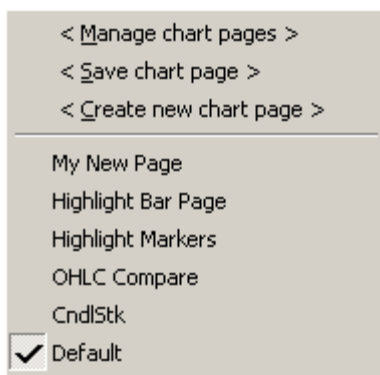 < Manage chart pages >
< Save chart page >
< Create new chart page >
My New Page
Highlight Bar Page
Highlight Markers
OHLC Compare
CndlStk
Default